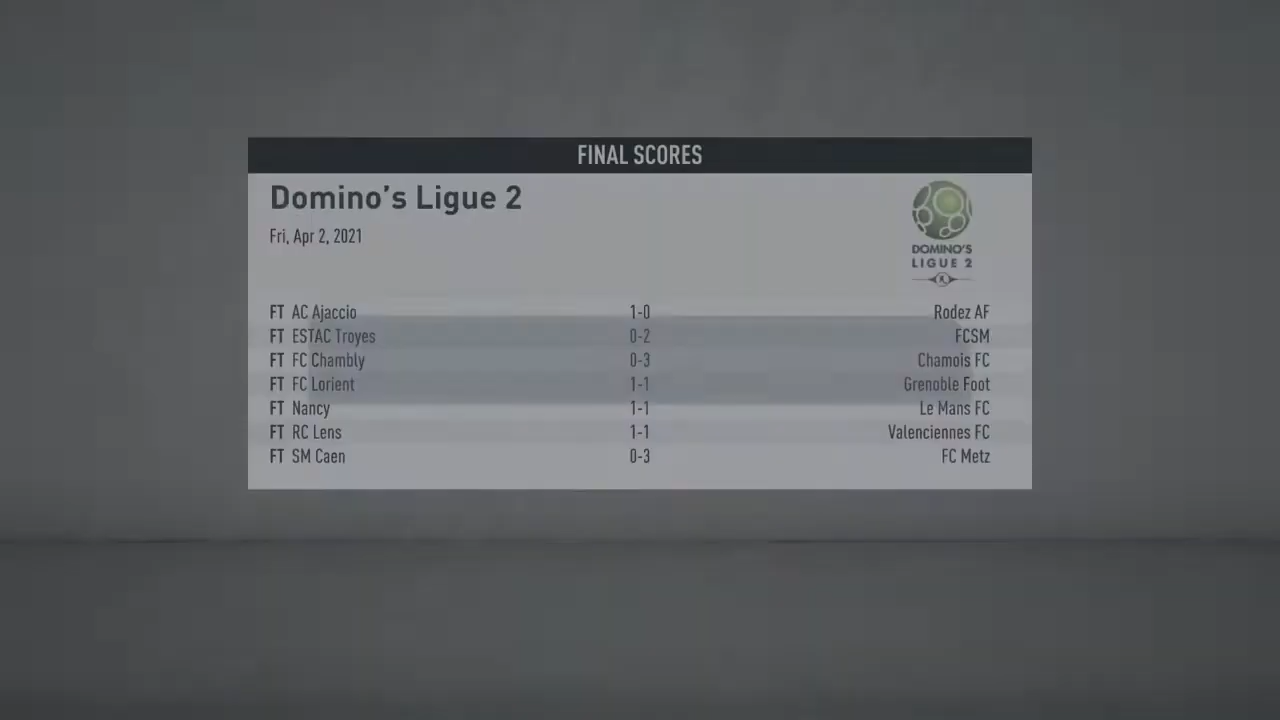 FINAL SCORES
Domino's Ligue 2
Fri, Apr 2, 2021
DOMINO'S
LIGUE 2
FT AC Ajaccio 1-0 Rodez AF
FT ESTAC Troyes 0-2 FCSM
FT FC Chambly 0-3 Chamois FC
FT FC Lorient 1-1 Grenoble Foot
FT Nancy 1-1 Le Mans FC
FT RC Lens 1-1 Valenciennes FC
FT SM Caen 0-3 FC Metz